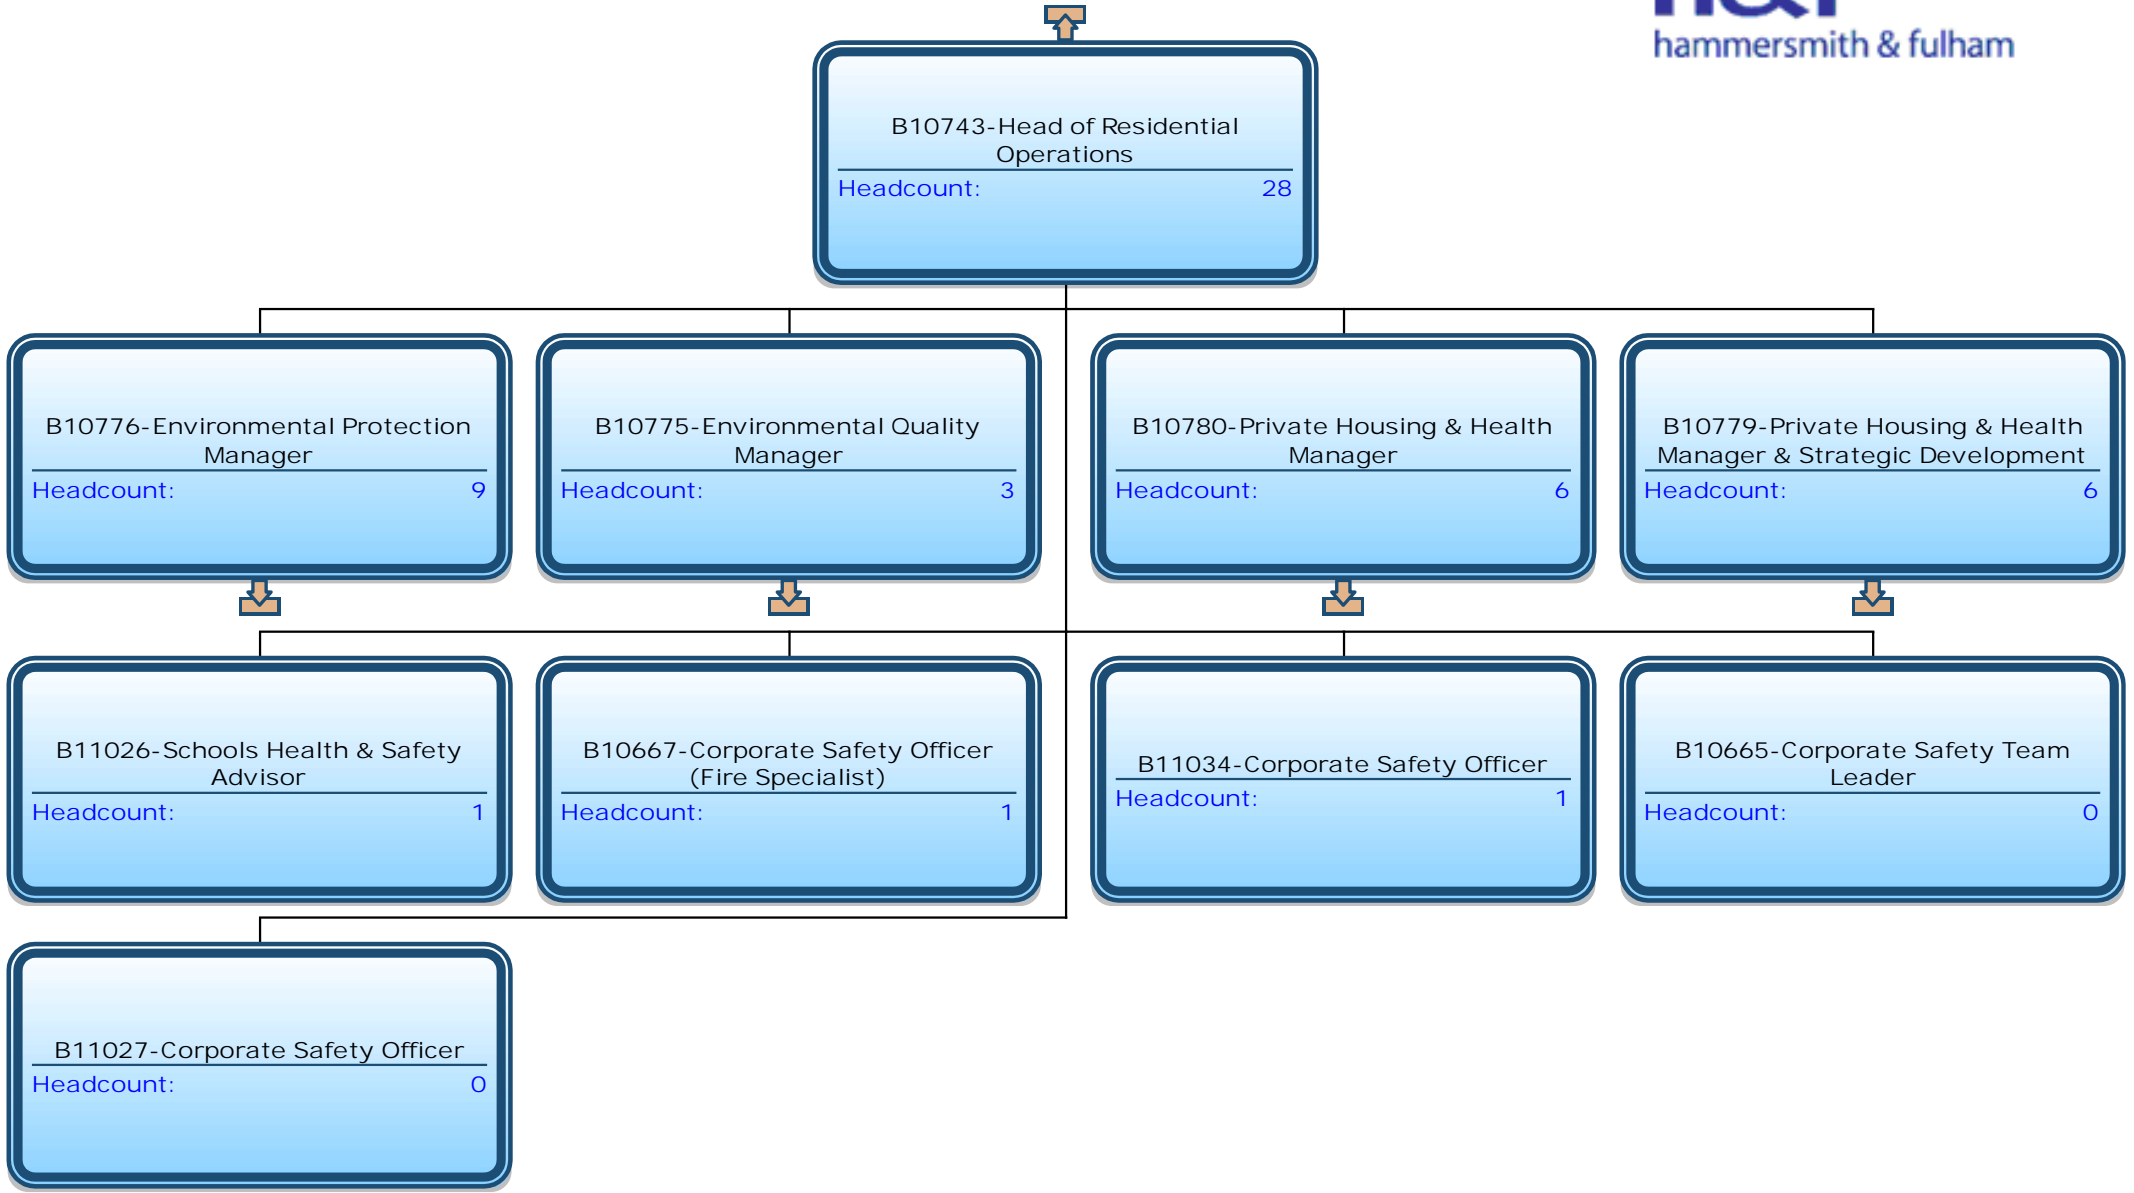 hammersmith & fulham
B10743-Head of Residential
Operations
Headcount: 28
B10776-Environmental Protection
Manager
Headcount: 9
B10775-Environmental Quality
Manager
Headcount: 3
B10780-Private Housing & Health
Manager
Headcount: 6
B10779-Private Housing & Health
Manager & Strategic Development
Headcount: 6
B11026-Schools Health & Safety
Advisor
Headcount: 1
B10667-Corporate Safety Officer
(Fire Specialist)
Headcount: 1
B11034-Corporate Safety Officer
Headcount: 1
B10665-Corporate Safety Team
Leader
Headcount: 0
B11027-Corporate Safety Officer
Headcount: 0